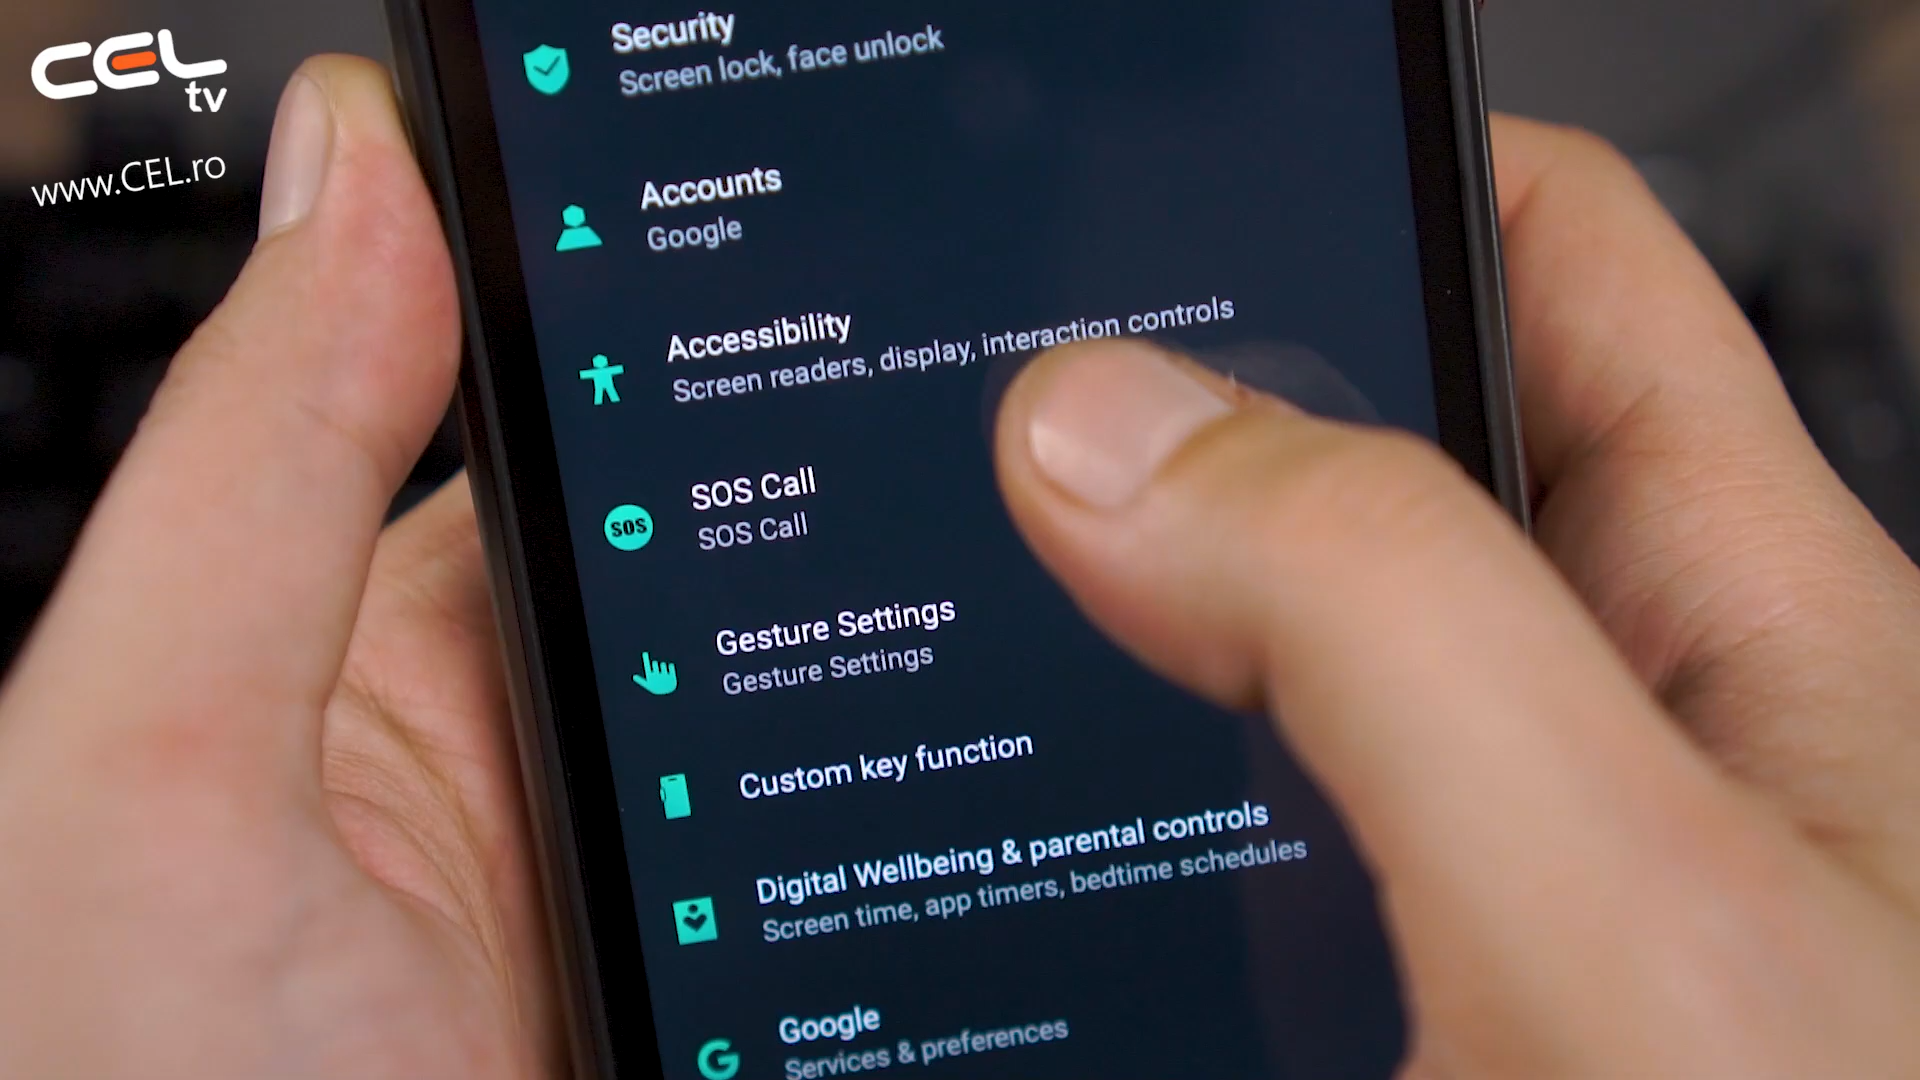 CEL
tv
www.CEL.ro
Security
Screen lock, face unlock
Accounts
Google
Accessibility
Screen readers, display, interaction controls
SOS
SOS Call
SOS Call
Gesture Settings
Gesture Settings
Custom key function
Digital Wellbeing & parental controls
Screen time, app timers, bedtime schedules
G
Google
Services & preferences